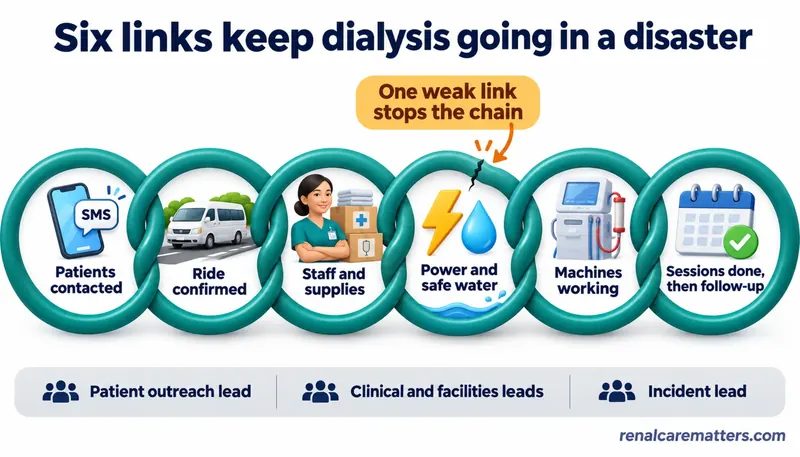 Six links keep dialysis going in a disaster
One weak link
stops the chain
SMS
Patients
contacted
Ride
confirmed
Staff and
supplies
Power and
safe water
Machines
working
Sessions done,
then follow-up
Patient outreach lead
Clinical and facilities leads
Incident lead
renalcarematters.com